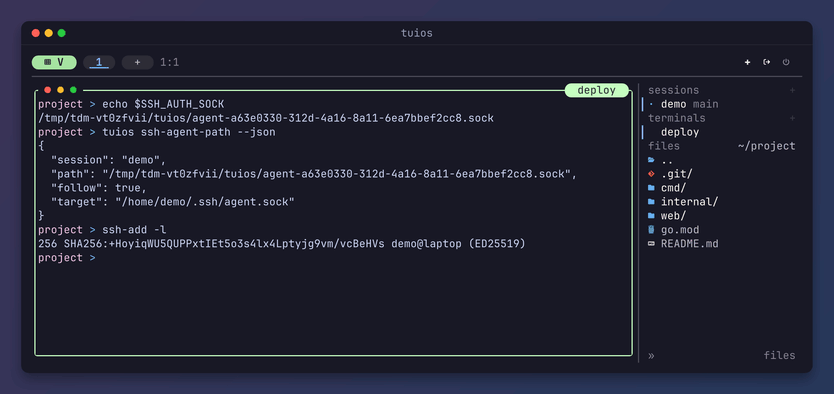 tuios
V 1 + 1:1
deploy
project > echo $SSH_AUTH_SOCK
/tmp/tdm-vt0zfvii/tuios/agent-a63e0330-312d-4a16-8a11-6ea7bbef2cc8.sock
project > tuios ssh-agent-path --json
{
  "session": "demo",
  "path": "/tmp/tdm-vt0zfvii/tuios/agent-a63e0330-312d-4a16-8a11-6ea7bbef2cc8.sock",
  "follow": true,
  "target": "/home/demo/.ssh/agent.sock"
}
project > ssh-add -l
256 SHA256:+HoyiqWU5QUPPxtIEt5o3s4lx4Lptyjg9vm/vcBeHVs demo@laptop (ED25519)
project >
sessions +
· demo main
terminals +
deploy
files ~/project
..
.git/
cmd/
internal/
web/
go.mod
README.md
» files